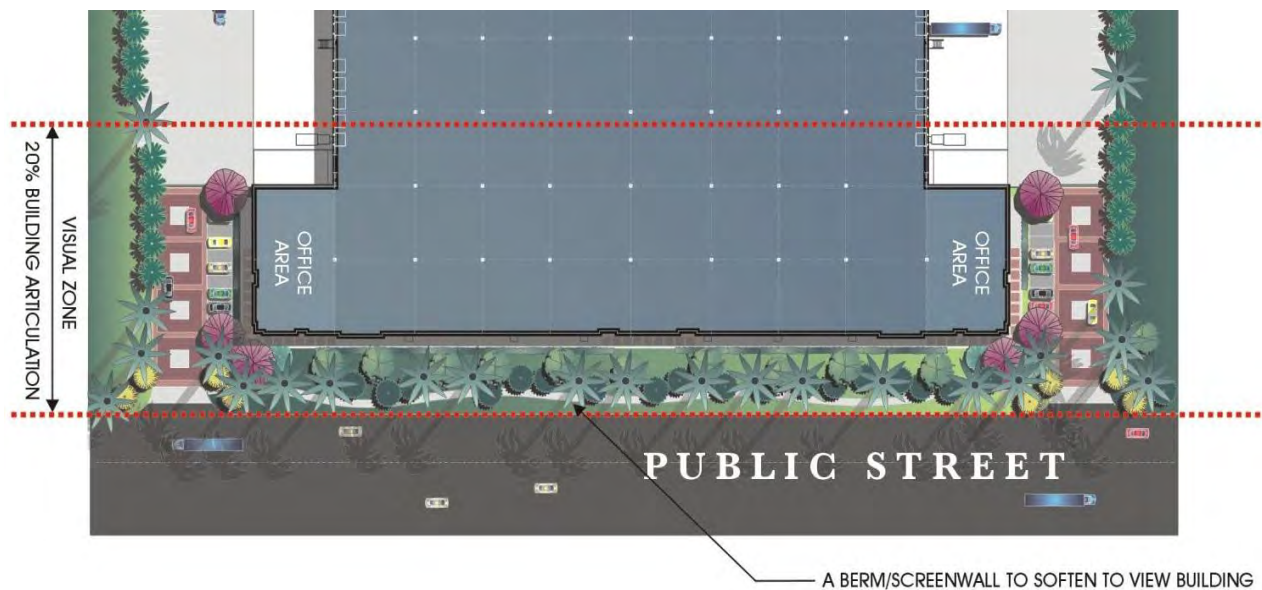 VISUAL ZONE
20% BUILDING ARTICULATION
OFFICE
AREA
OFFICE
AREA
PUBLIC STREET
A BERM/SCREENWALL TO SOFTEN TO VIEW BUILDING